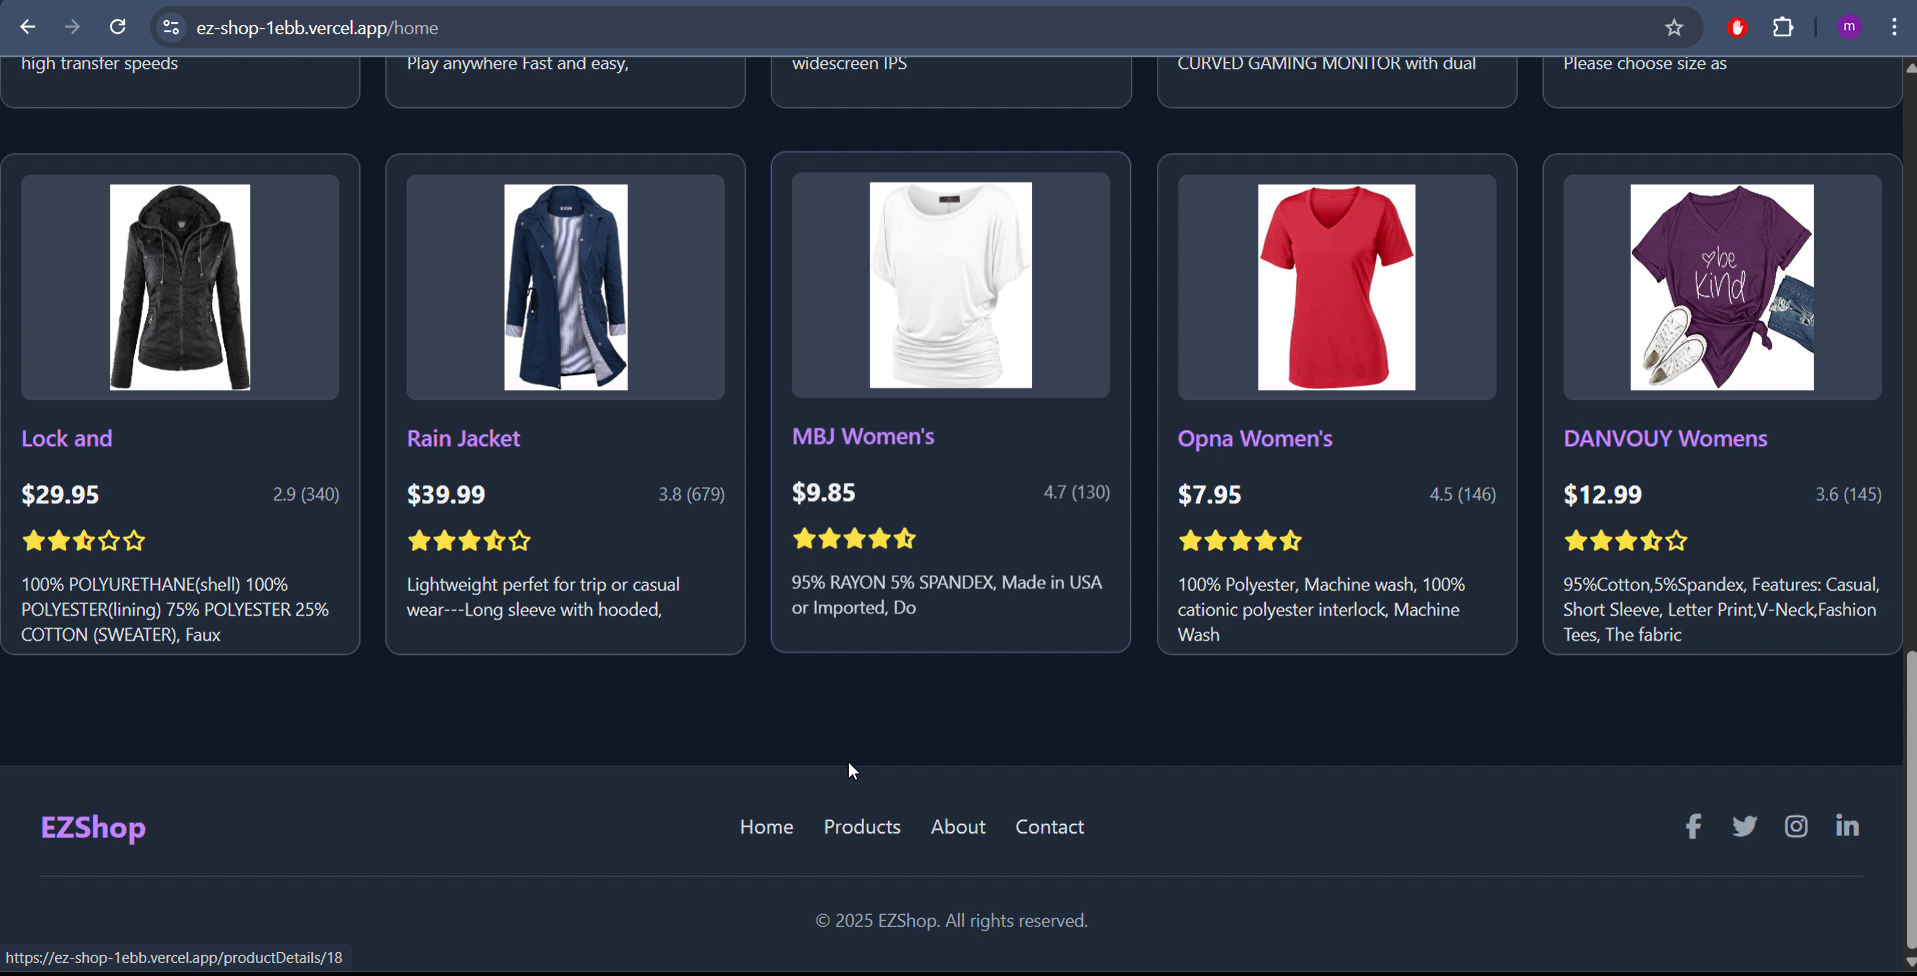 ez-shop-1ebb.vercel.app/home
m
high transfer speeds
Play anywhere Fast and easy,
widescreen IPS
CURVED GAMING MONITOR with dual
Please choose size as
be
kind
Lock and
$29.95
2.9 (340)
100% POLYURETHANE(shell) 100%
POLYESTER(lining) 75% POLYESTER 25%
COTTON (SWEATER), Faux
Rain Jacket
$39.99
3.8 (679)
Lightweight perfet for trip or casual
wear---Long sleeve with hooded,
MBJ Women's
$9.85
4.7 (130)
95% RAYON 5% SPANDEX, Made in USA
or Imported, Do
Opna Women's
$7.95
4.5 (146)
100% Polyester, Machine wash, 100%
cationic polyester interlock, Machine
Wash
DANVOUY Womens
$12.99
3.6 (145)
95%Cotton,5%Spandex, Features: Casual,
Short Sleeve, Letter Print,V-Neck,Fashion
Tees, The fabric
EZShop
Home
Products
About
Contact
© 2025 EZShop. All rights reserved.
https://ez-shop-1ebb.vercel.app/productDetails/18